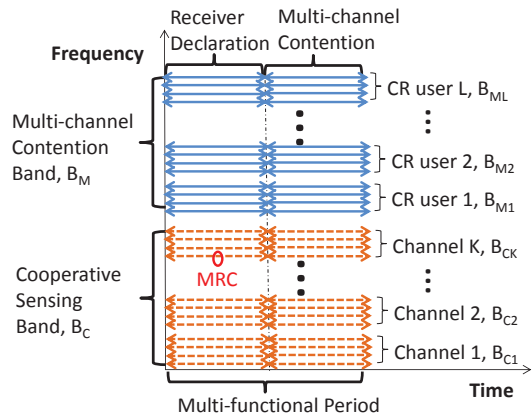 Receiver
Declaration
Multi-channel
Contention
Frequency
CR user L, B_ML
Multi-channel
Contention
Band, B_M
CR user 2, B_M2
CR user 1, B_M1
Channel K, B_CK
MRC
Cooperative
Sensing
Band, B_C
Channel 2, B_C2
Channel 1, B_C1
Time
Multi-functional Period